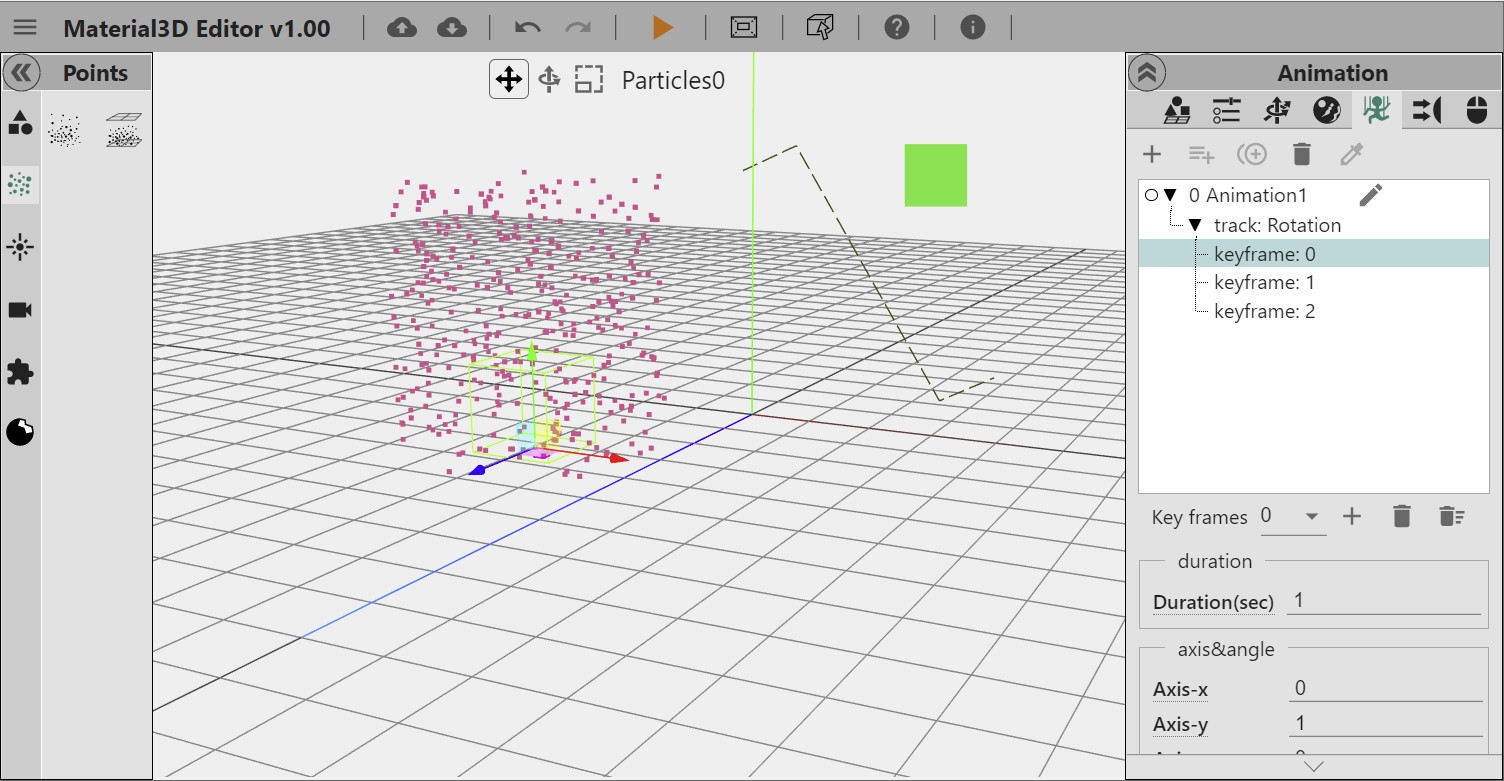 Material3D Editor v1.00
Points
Particles0
Animation
0 Animation1
track: Rotation
keyframe: 0
keyframe: 1
keyframe: 2
Key frames 0
duration
Duration(sec) 1
axis&angle
Axis-x 0
Axis-y 1